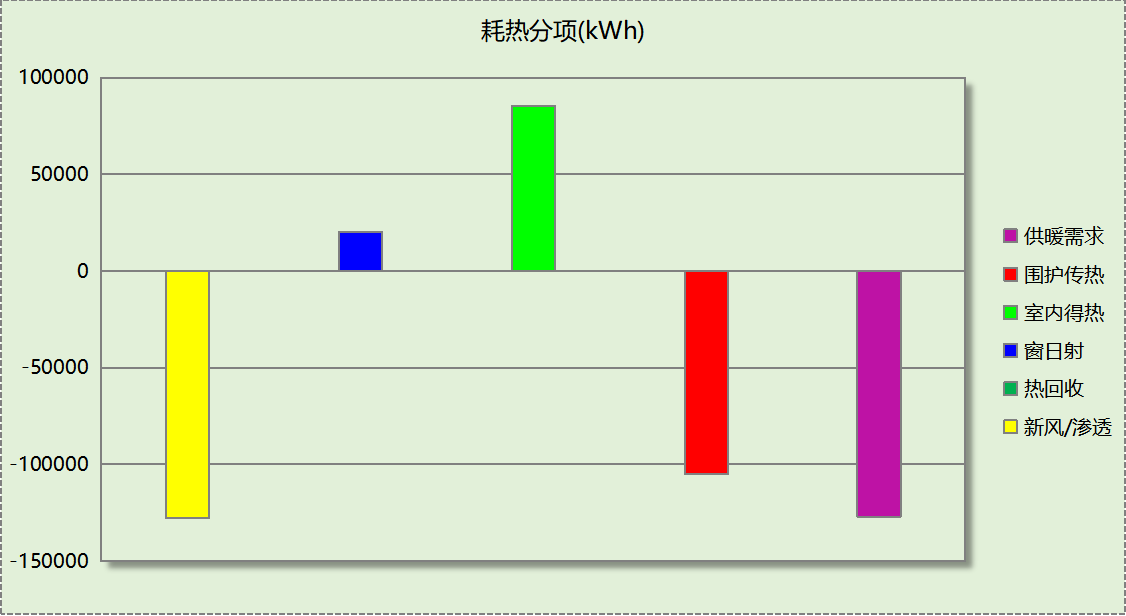 耗热分项(kWh)
100000
50000
0
-50000
-100000
-150000
供暖需求
围护传热
室内得热
窗日射
热回收
新风/渗透